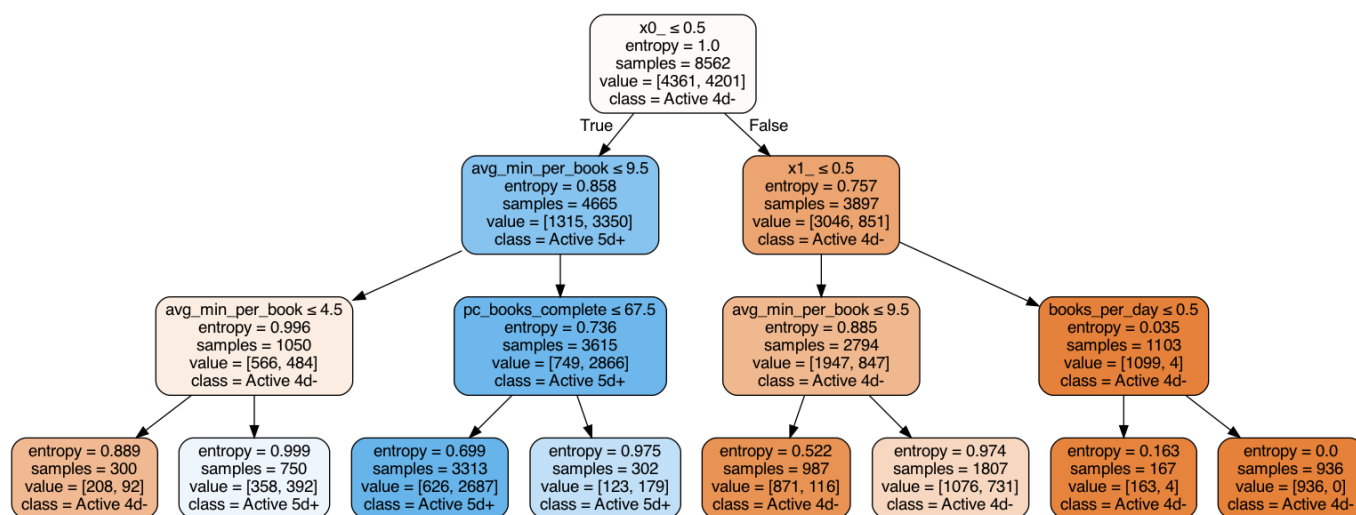 x0_ ≤ 0.5
entropy = 1.0
samples = 8562
value = [4361, 4201]
class = Active 4d-
True
False
avg_min_per_book ≤ 9.5
entropy = 0.858
samples = 4665
value = [1315, 3350]
class = Active 5d+
x1_ ≤ 0.5
entropy = 0.757
samples = 3897
value = [3046, 851]
class = Active 4d-
avg_min_per_book ≤ 4.5
entropy = 0.996
samples = 1050
value = [566, 484]
class = Active 4d-
pc_books_complete ≤ 67.5
entropy = 0.736
samples = 3615
value = [749, 2866]
class = Active 5d+
avg_min_per_book ≤ 9.5
entropy = 0.885
samples = 2794
value = [1947, 847]
class = Active 4d-
books_per_day ≤ 0.5
entropy = 0.035
samples = 1103
value = [1099, 4]
class = Active 4d-
entropy = 0.889
samples = 300
value = [208, 92]
class = Active 4d-
entropy = 0.999
samples = 750
value = [358, 392]
class = Active 5d+
entropy = 0.699
samples = 3313
value = [626, 2687]
class = Active 5d+
entropy = 0.975
samples = 302
value = [123, 179]
class = Active 5d+
entropy = 0.522
samples = 987
value = [871, 116]
class = Active 4d-
entropy = 0.974
samples = 1807
value = [1076, 731]
class = Active 4d-
entropy = 0.163
samples = 167
value = [163, 4]
class = Active 4d-
entropy = 0.0
samples = 936
value = [936, 0]
class = Active 4d-